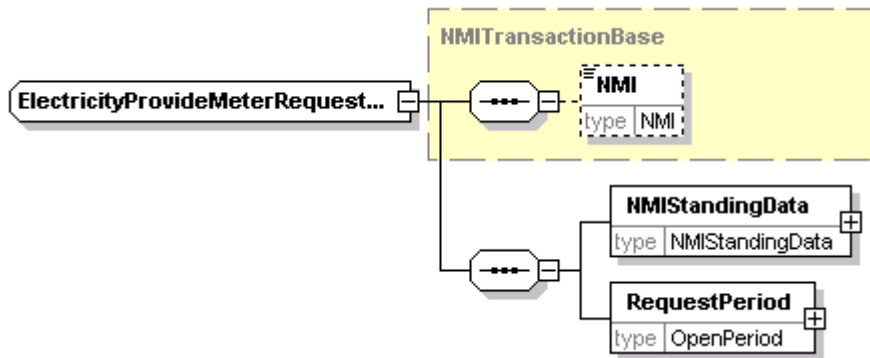 NMITransactionBase
ElectricityProvideMeterRequest...
NMI
type NMI
NMIStandingData
type NMIStandingData
RequestPeriod
type OpenPeriod